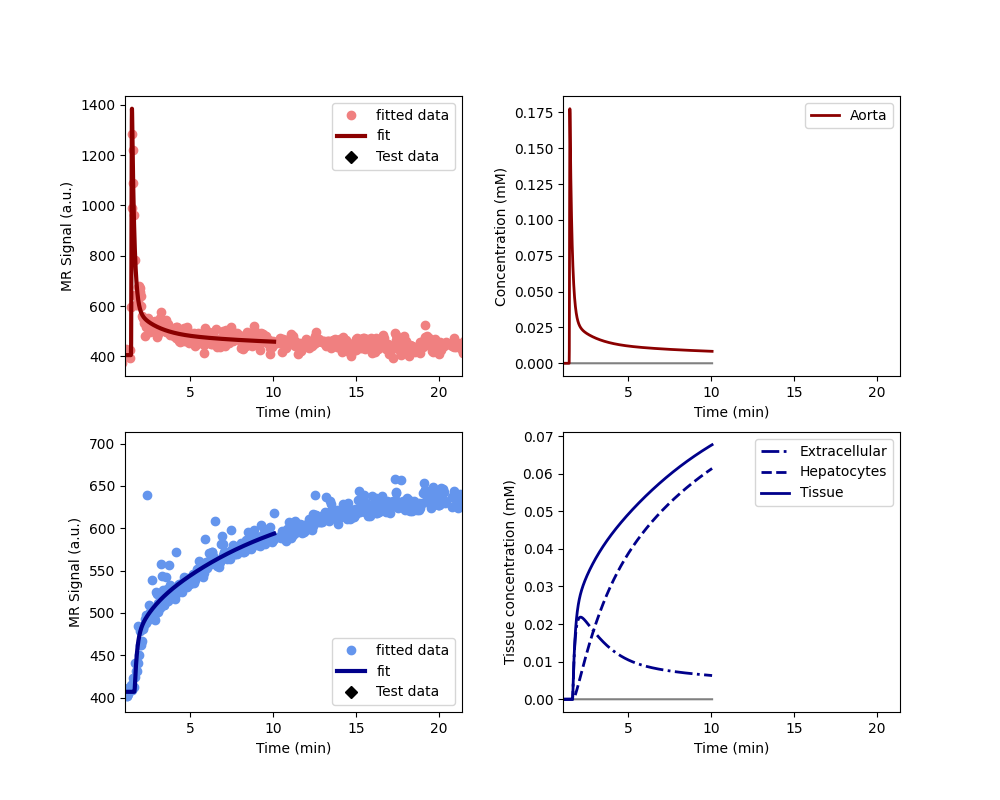 1400
1200
1000
800
600
400
MR Signal (a.u.)
5
10
15
20
Time (min)
fitted data
fit
Test data
0.175
0.150
0.125
0.100
0.075
0.050
0.025
0.000
Concentration (mM)
5
10
15
20
Time (min)
Aorta
700
650
600
550
500
450
400
MR Signal (a.u.)
5
10
15
20
Time (min)
fitted data
fit
Test data
0.07
0.06
0.05
0.04
0.03
0.02
0.01
0.00
Tissue concentration (mM)
5
10
15
20
Time (min)
Extracellular
Hepatocytes
Tissue